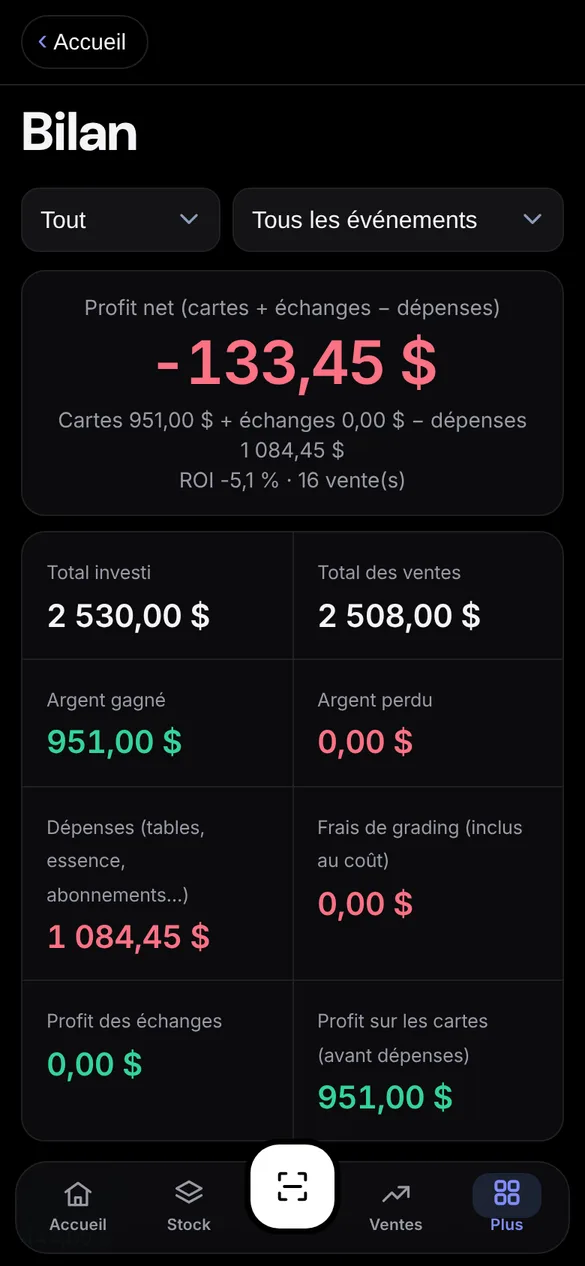 Accueil
Bilan
Tout
Tous les événements
Profit net (cartes + échanges − dépenses)
-133,45 $
Cartes 951,00 $ + échanges 0,00 $ − dépenses
1 084,45 $
ROI -5,1 % · 16 vente(s)
Total investi
2 530,00 $
Total des ventes
2 508,00 $
Argent gagné
951,00 $
Argent perdu
0,00 $
Dépenses (tables,
essence,
abonnements…)
1 084,45 $
Frais de grading (inclus
au coût)
0,00 $
Profit des échanges
0,00 $
Profit sur les cartes
(avant dépenses)
951,00 $
Accueil
Stock
Ventes
Plus